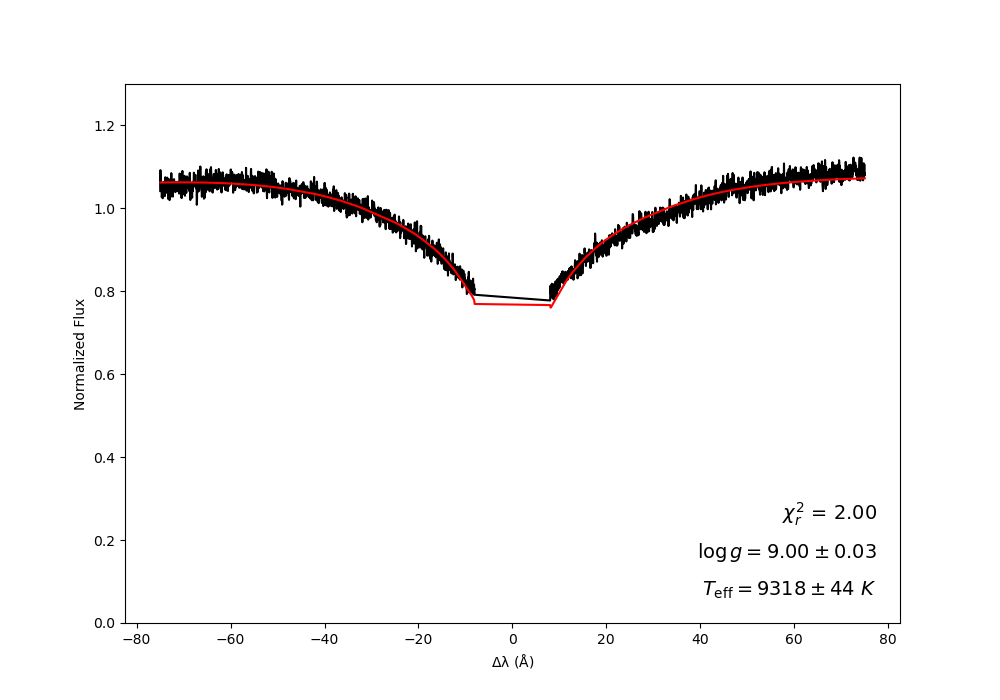 1.2
1.0
0.8
0.6
0.4
0.2
0.0
Normalized Flux
χ²ᵣ = 2.00
log g = 9.00 ± 0.03
T_eff = 9318 ± 44 K
−80 −60 −40 −20 0 20 40 60 80
Δλ (Å)